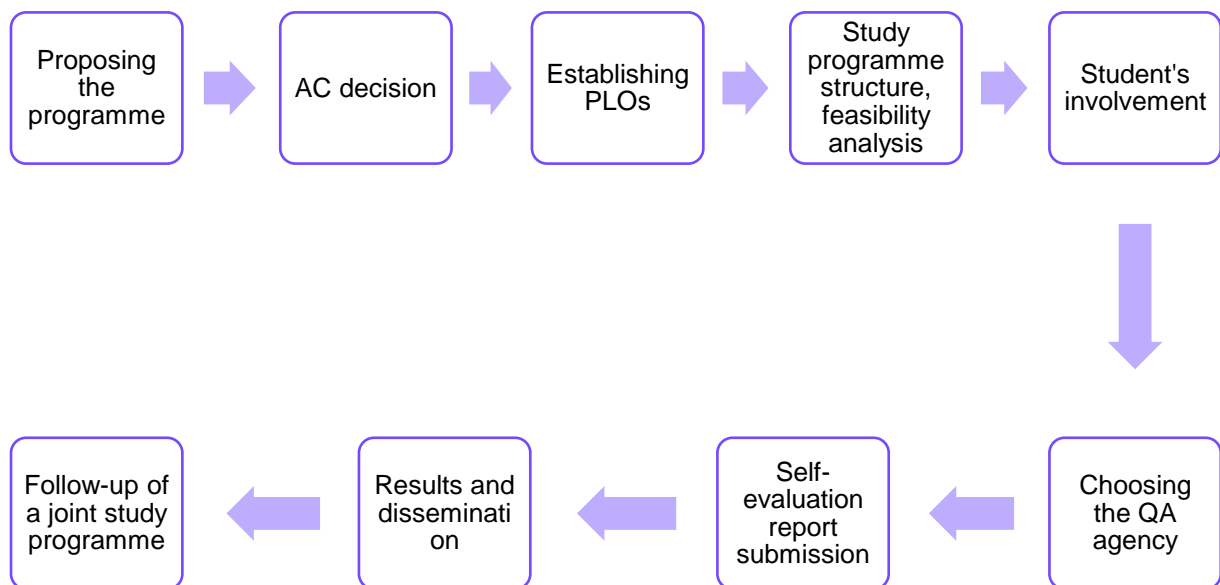 Proposing
the
programme
AC decision
Establishing
PLOs
Study
programme
structure,
feasibility
analysis
Student's
involvement
Choosing
the QA
agency
Self-
evaluation
report
submission
Results and
disseminati
on
Follow-up of
a joint study
programme